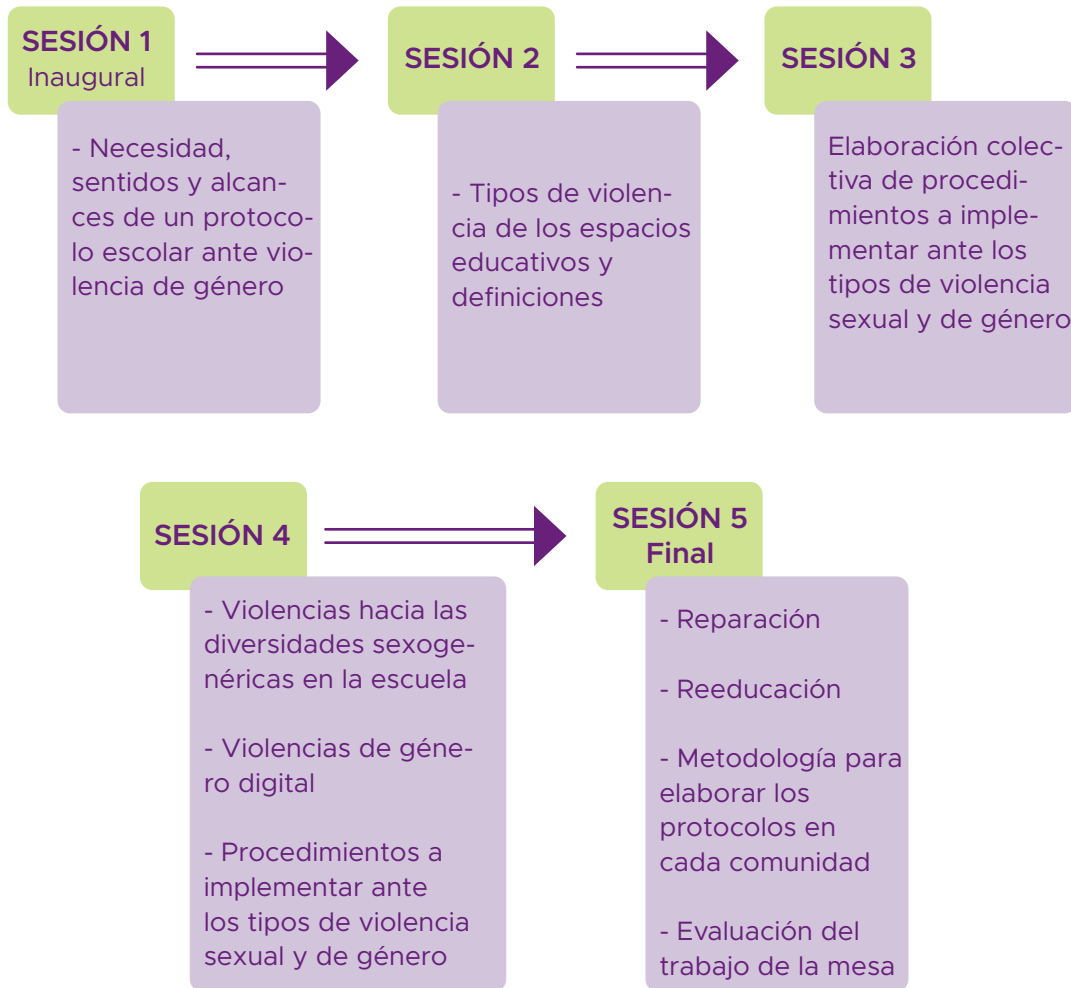 SESIÓN 1
Inaugural
- Necesidad,
sentidos y alcan-
ces de un protoco-
lo escolar ante vio-
lencia de género
SESIÓN 2
- Tipos de violen-
cia de los espacios
educativos y
definiciones
SESIÓN 3
Elaboración colec-
tiva de procedi-
mientos a imple-
mentar ante los
tipos de violencia
sexual y de género
SESIÓN 4
- Violencias hacia las
diversidades sexoge-
néricas en la escuela
- Violencias de géne-
ro digital
- Procedimientos a
implementar ante
los tipos de violencia
sexual y de género
SESIÓN 5
Final
- Reparación
- Reeducación
- Metodología para
elaborar los
protocolos en
cada comunidad
- Evaluación del
trabajo de la mesa